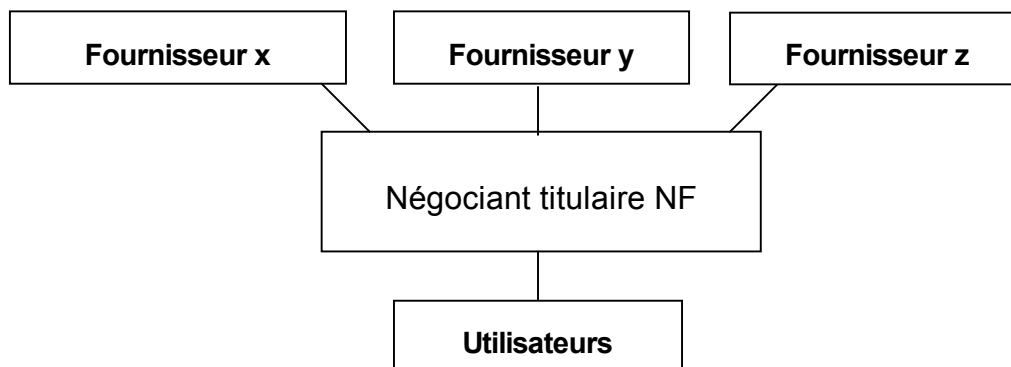 Fournisseur x
Fournisseur y
Fournisseur z
Négociant titulaire NF
Utilisateurs